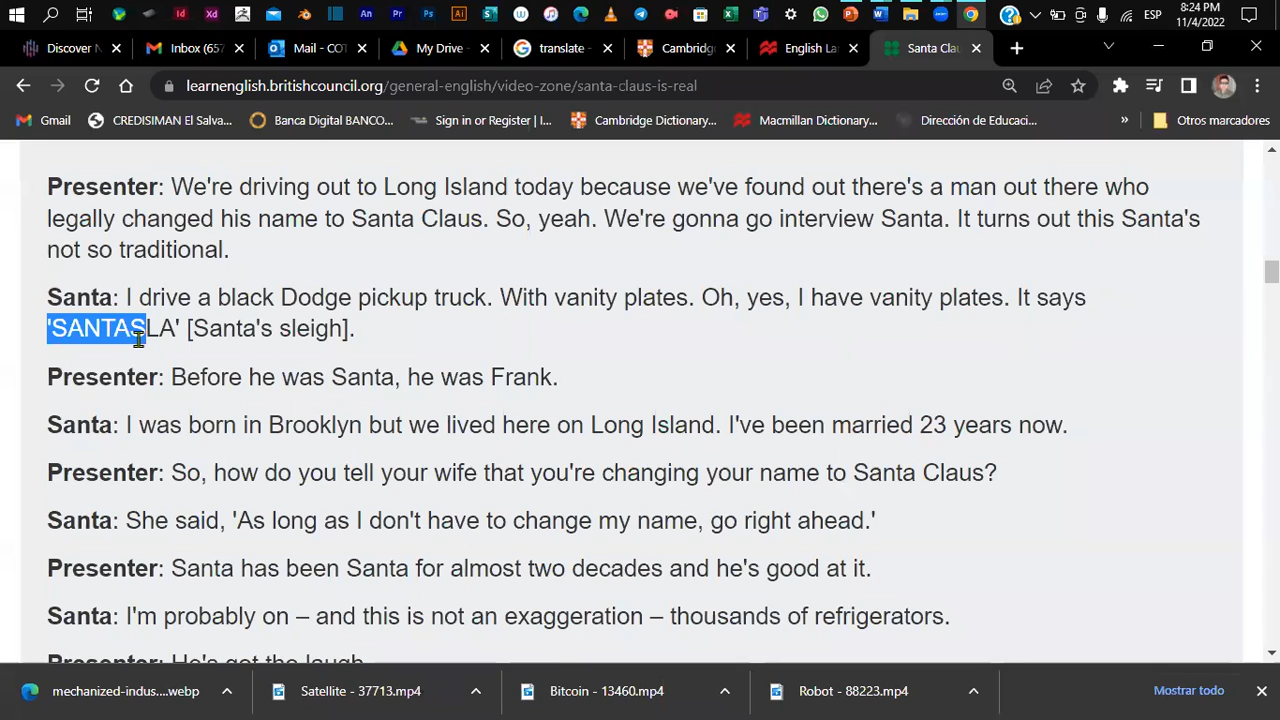 ESP
8:24 PM
11/4/2022
Discover N
Inbox (657
Mail - COT
My Drive -
translate -
Cambridg
English La
Santa Clau
learnenglish.britishcouncil.org/general-english/video-zone/santa-claus-is-real
Gmail
CREDISIMAN El Salva...
Banca Digital BANCO...
Sign in or Register | I...
Cambridge Dictionary...
Macmillan Dictionary...
Dirección de Educaci...
»
Otros marcadores
Presenter: We're driving out to Long Island today because we've found out there's a man out there who
legally changed his name to Santa Claus. So, yeah. We're gonna go interview Santa. It turns out this Santa's
not so traditional.
Santa: I drive a black Dodge pickup truck. With vanity plates. Oh, yes, I have vanity plates. It says
'SANTASLA' [Santa's sleigh].
Presenter: Before he was Santa, he was Frank.
Santa: I was born in Brooklyn but we lived here on Long Island. I've been married 23 years now.
Presenter: So, how do you tell your wife that you're changing your name to Santa Claus?
Santa: She said, 'As long as I don't have to change my name, go right ahead.'
Presenter: Santa has been Santa for almost two decades and he's good at it.
Santa: I'm probably on – and this is not an exaggeration – thousands of refrigerators.
Presenter: He's got the laugh
mechanized-indus....webp
Satellite - 37713.mp4
Bitcoin - 13460.mp4
Robot - 88223.mp4
Mostrar todo